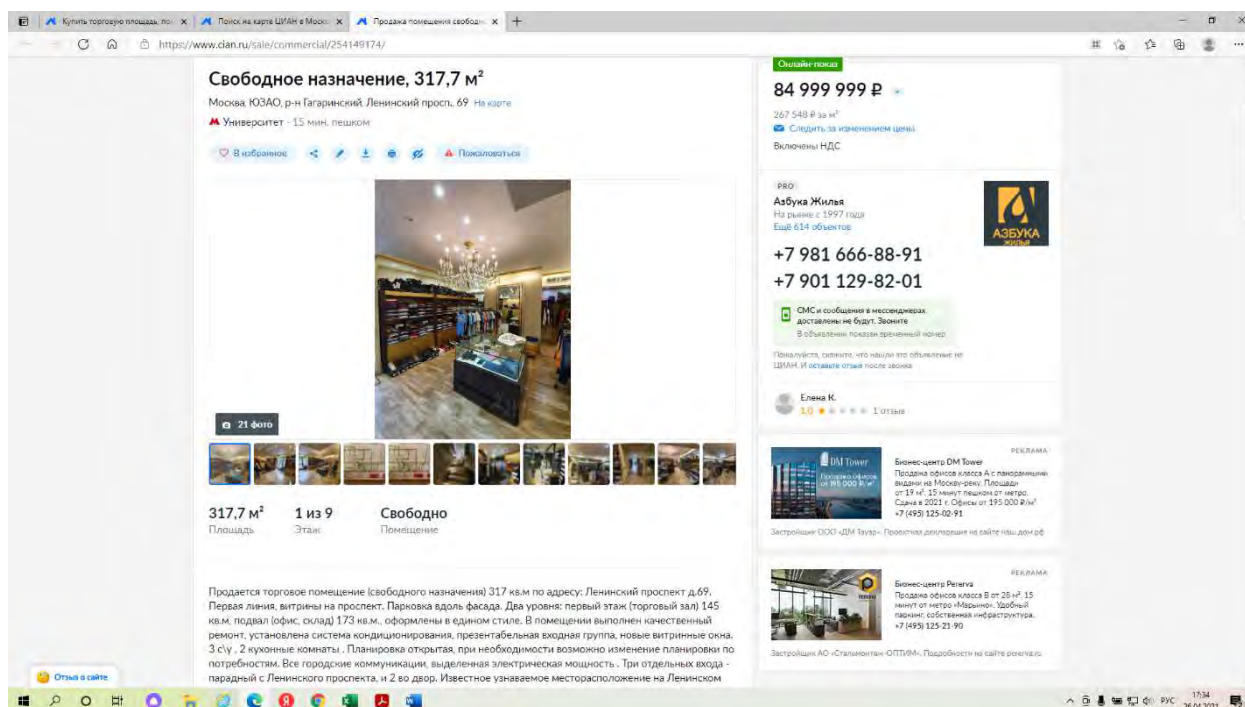 Купить торговую площадь, пом
Поиск на карте ЦИАН в Моск
Продажа помещения свободн
https://www.cian.ru/sale/commercial/254149174/
Свободное назначение, 317,7 м²
Москва, ЮЗАО, р-н Гагаринский, Ленинский просп., 69 На карте
Университет · 15 мин. пешком
В избранное
Пожаловаться
21 фото
317,7 м² 1 из 9 Свободно
Площадь Этаж Помещение
Продается торговое помещение (свободного назначения) 317 кв.м по адресу: Ленинский проспект д.69.
Первая линия, витрины на проспект. Парковка вдоль фасада. Два уровня: первый этаж (торговый зал) 145
кв.м, подвал (офис, склад) 173 кв.м., оформлены в едином стиле. В помещении выполнен качественный
ремонт, установлена система кондиционирования, презентабельная входная группа, новые витринные окна.
3 с\у , 2 кухонные комнаты . Планировка открытая, при необходимости возможно изменение планировки по
потребностям. Все городские коммуникации, выделенная электрическая мощность . Три отдельных входа -
парадный с Ленинского проспекта, и 2 во двор. Известное узнаваемое месторасположение на Ленинском
Онлайн-показ
84 999 999 ₽
267 548 ₽ за м²
Следить за изменением цены
Включены НДС
PRO
Азбука Жилья
На рынке с 1997 года
Ещё 614 объектов
АЗБУКА
ЖИЛЬЯ
+7 981 666-88-91
+7 901 129-82-01
СМС и сообщения в мессенджерах
доставлены не будут. Звоните
В объявлении показан временный номер
Пожалуйста, скажите, что нашли это объявление на
ЦИАН. И оставьте отзыв после звонка
Елена К.
1,0 1 отзыв
РЕКЛАМА
DM Tower
Продажа офисов
от 195 000 ₽/м²
Бизнес-центр DM Tower
Продажа офисов класса А с панорамными
видами на Москву-реку. Площади
от 19 м². 15 минут пешком от метро.
Сдача в 2021 г. Офисы от 195 000 ₽/м²
+7 (495) 125-02-91
Застройщик ООО «ДМ Тауэр». Проектная декларация на сайте наш.дом.рф
РЕКЛАМА
Бизнес-центр Pererva
Продажа офисов класса B от 28 м². 15
минут от метро «Марьино». Удобный
паркинг, собственная инфраструктура.
+7 (495) 125-21-90
Застройщик АО «Стальмонтаж-ОПТИМ». Подробности на сайте pererva.ru
Отзыв о сайте
РУС
17:34
26.04.2021